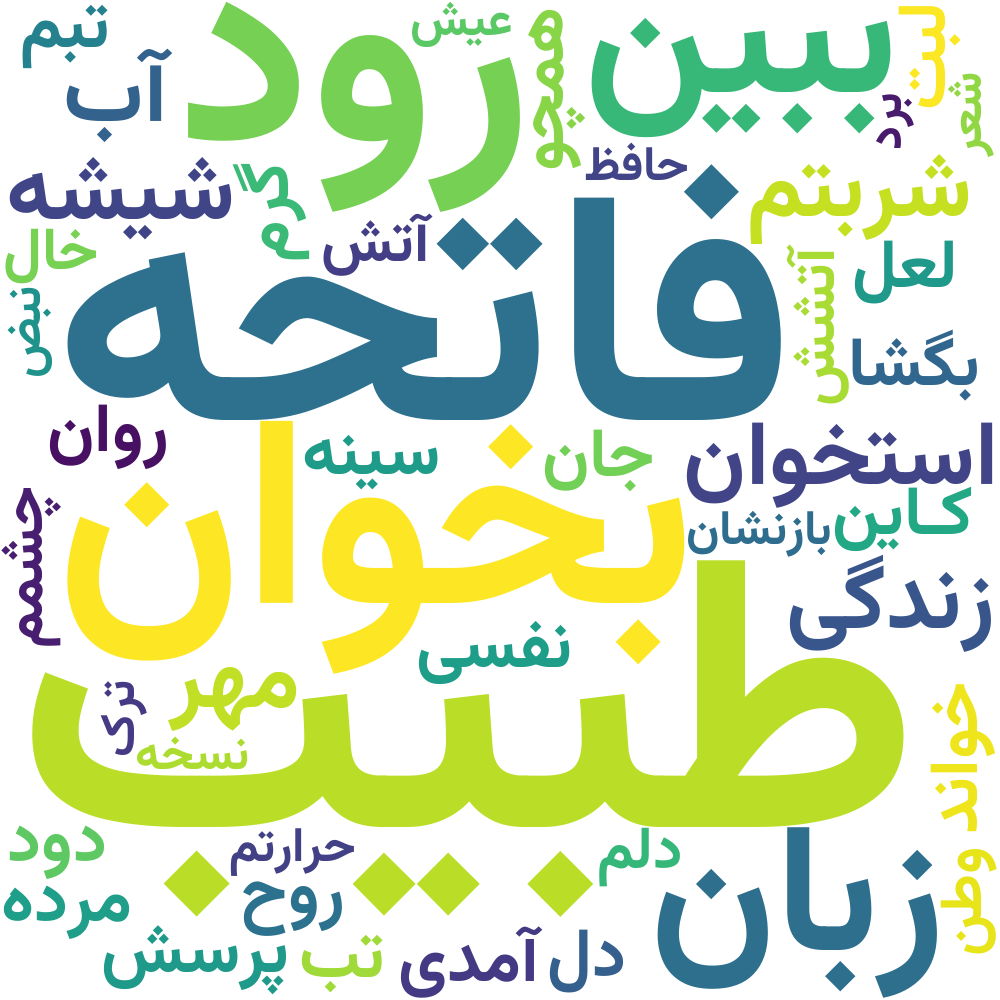 لبت
ببین
همچو
عیش
رود
تبم
شعر
برد
آب
حافظ
شربتم
گرم
شیشه
آتش
فاتحه
خال
لعل
آتشش
نبض
بگشا
روان
سینه
جان
بخوان
استخوان
کاین
بازنشان
چشمم
زندگی
نفسی
طبیب
مهر
ترک
نسخه
خواند
وطن
زبان
دلم
حرارتم
دود
روح
مرده
دل
آمدی
تب
پرسش